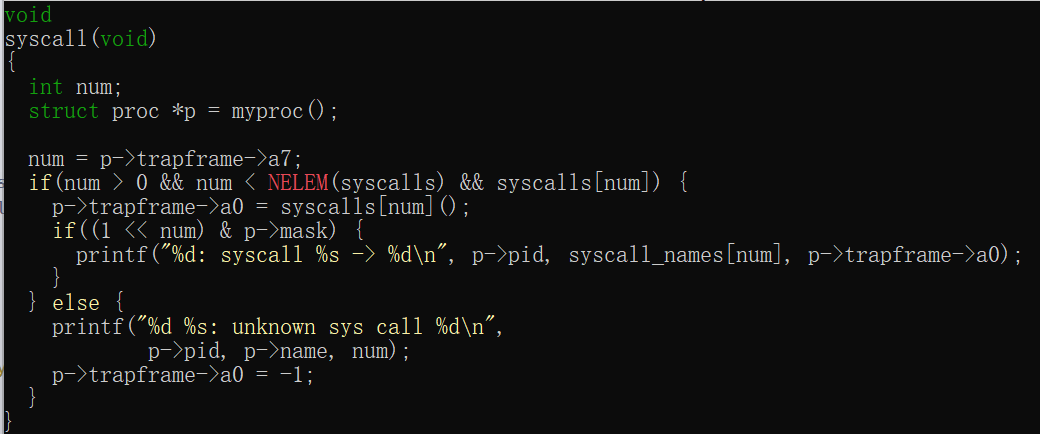 void
syscall(void)
{
  int num;
  struct proc *p = myproc();

  num = p->trapframe->a7;
  if(num > 0 && num < NELEM(syscalls) && syscalls[num]) {
    p->trapframe->a0 = syscalls[num]();
    if((1 << num) & p->mask) {
      printf("%d: syscall %s -> %d\n", p->pid, syscall_names[num], p->trapframe->a0);
    }
  } else {
    printf("%d %s: unknown sys call %d\n",
            p->pid, p->name, num);
    p->trapframe->a0 = -1;
  }
}